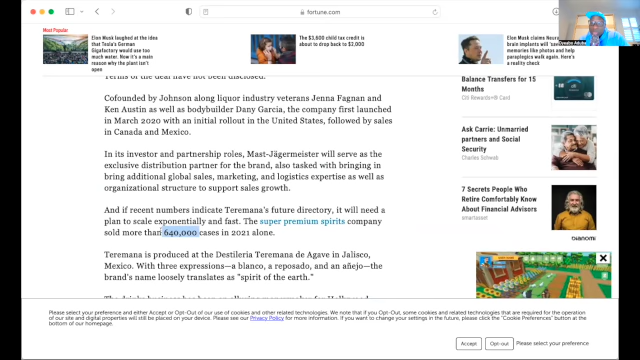 fortune.com
Most Popular
Elon Musk laughed at the idea
that Tesla's German
Gigafactory would use too
much water. Now it's a main
reason why the plant isn't
open
The $3,600 child tax credit is
about to drop back to $2,000
Elon Musk claims Neuro
brain implants will 'save
memories like photos and help
paraplegics walk again. Here's
a reality check
Terms of the deal have not been disclosed.
Cofounded by Johnson along liquor industry veterans Jenna Fagnan and
Ken Austin as well as bodybuilder Dany Garcia, the company first launched
in March 2020 with an initial rollout in the United States, followed by sales
in Canada and Mexico.
In its investor and partnership roles, Mast-Jägermeister will serve as the
exclusive distribution partner for the brand, also tasked with bringing in
bring additional global sales, marketing, and logistics expertise as well as
organizational structure to support sales growth.
And if recent numbers indicate Teremana's future directory, it will need a
plan to scale exponentially and fast. The super premium spirits company
sold more than 640,000 cases in 2021 alone.
Teremana is produced at the Destileria Teremana de Agave in Jalisco,
Mexico. With three expressions—a blanco, a reposado, and an añejo—the
brand's name loosely translates as "spirit of the earth."
Balance Transfers for 15
Months
Citi Rewards+® Card
Ask Carrie: Unmarried
partners and Social
Security
Charles Schwab
7 Secrets People Who
Retire Comfortably Know
About Financial Advisors
smartasset
Please select your preference and either Accept or Opt-Out of our use of cookies and other related technologies. We note that if you Opt-Out, some cookies and related technologies that are required for the operation
of our site and digital properties will still be placed on your device. Please see our Privacy Policy for more information. If you want to change your settings in the future, please click the "Cookie Preferences" button at the
bottom of our homepage.
Accept
Opt-out
Please select your preference